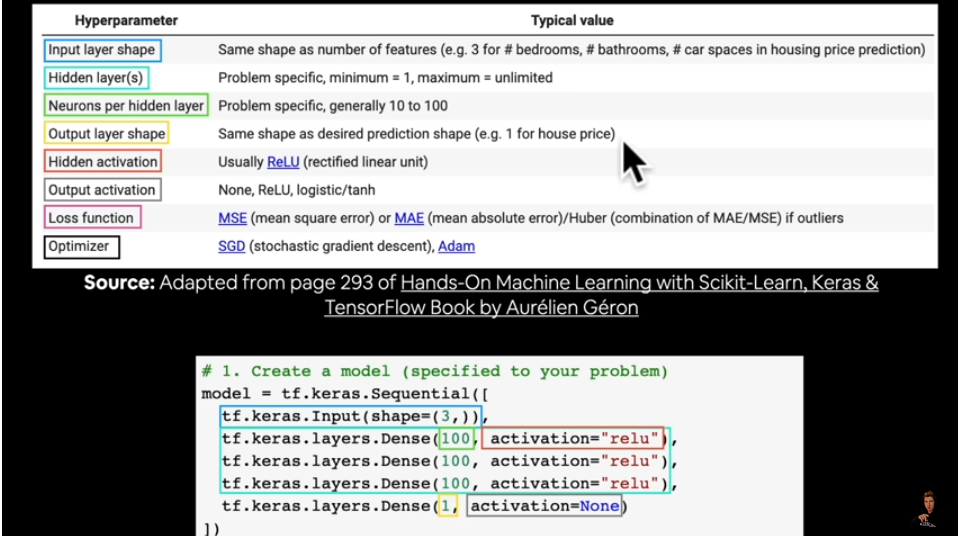 Hyperparameter Typical value
Input layer shape Same shape as number of features (e.g. 3 for # bedrooms, # bathrooms, # car spaces in housing price prediction)
Hidden layer(s) Problem specific, minimum = 1, maximum = unlimited
Neurons per hidden layer Problem specific, generally 10 to 100
Output layer shape Same shape as desired prediction shape (e.g. 1 for house price)
Hidden activation Usually ReLU (rectified linear unit)
Output activation None, ReLU, logistic/tanh
Loss function MSE (mean square error) or MAE (mean absolute error)/Huber (combination of MAE/MSE) if outliers
Optimizer SGD (stochastic gradient descent), Adam
Source: Adapted from page 293 of Hands-On Machine Learning with Scikit-Learn, Keras &
TensorFlow Book by Aurélien Géron
# 1. Create a model (specified to your problem)
model = tf.keras.Sequential([
tf.keras.Input(shape=(3,)),
tf.keras.layers.Dense(100, activation="relu"),
tf.keras.layers.Dense(100, activation="relu"),
tf.keras.layers.Dense(100, activation="relu"),
tf.keras.layers.Dense(1, activation=None)
])